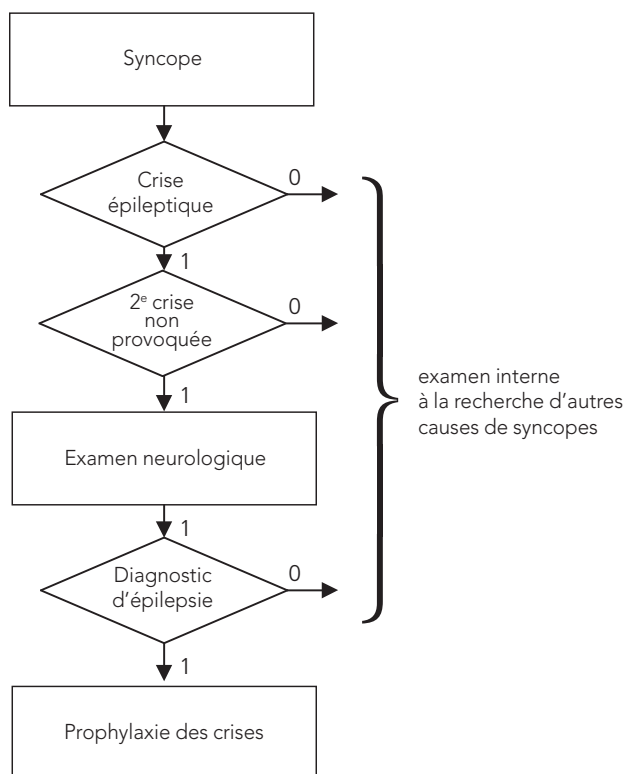 Syncope
Crise
épileptique
0
1
2e crise
non
provoquée
0
1
examen interne
à la recherche d'autres
causes de syncopes
Examen neurologique
1
Diagnostic
d'épilepsie
0
1
Prophylaxie des crises